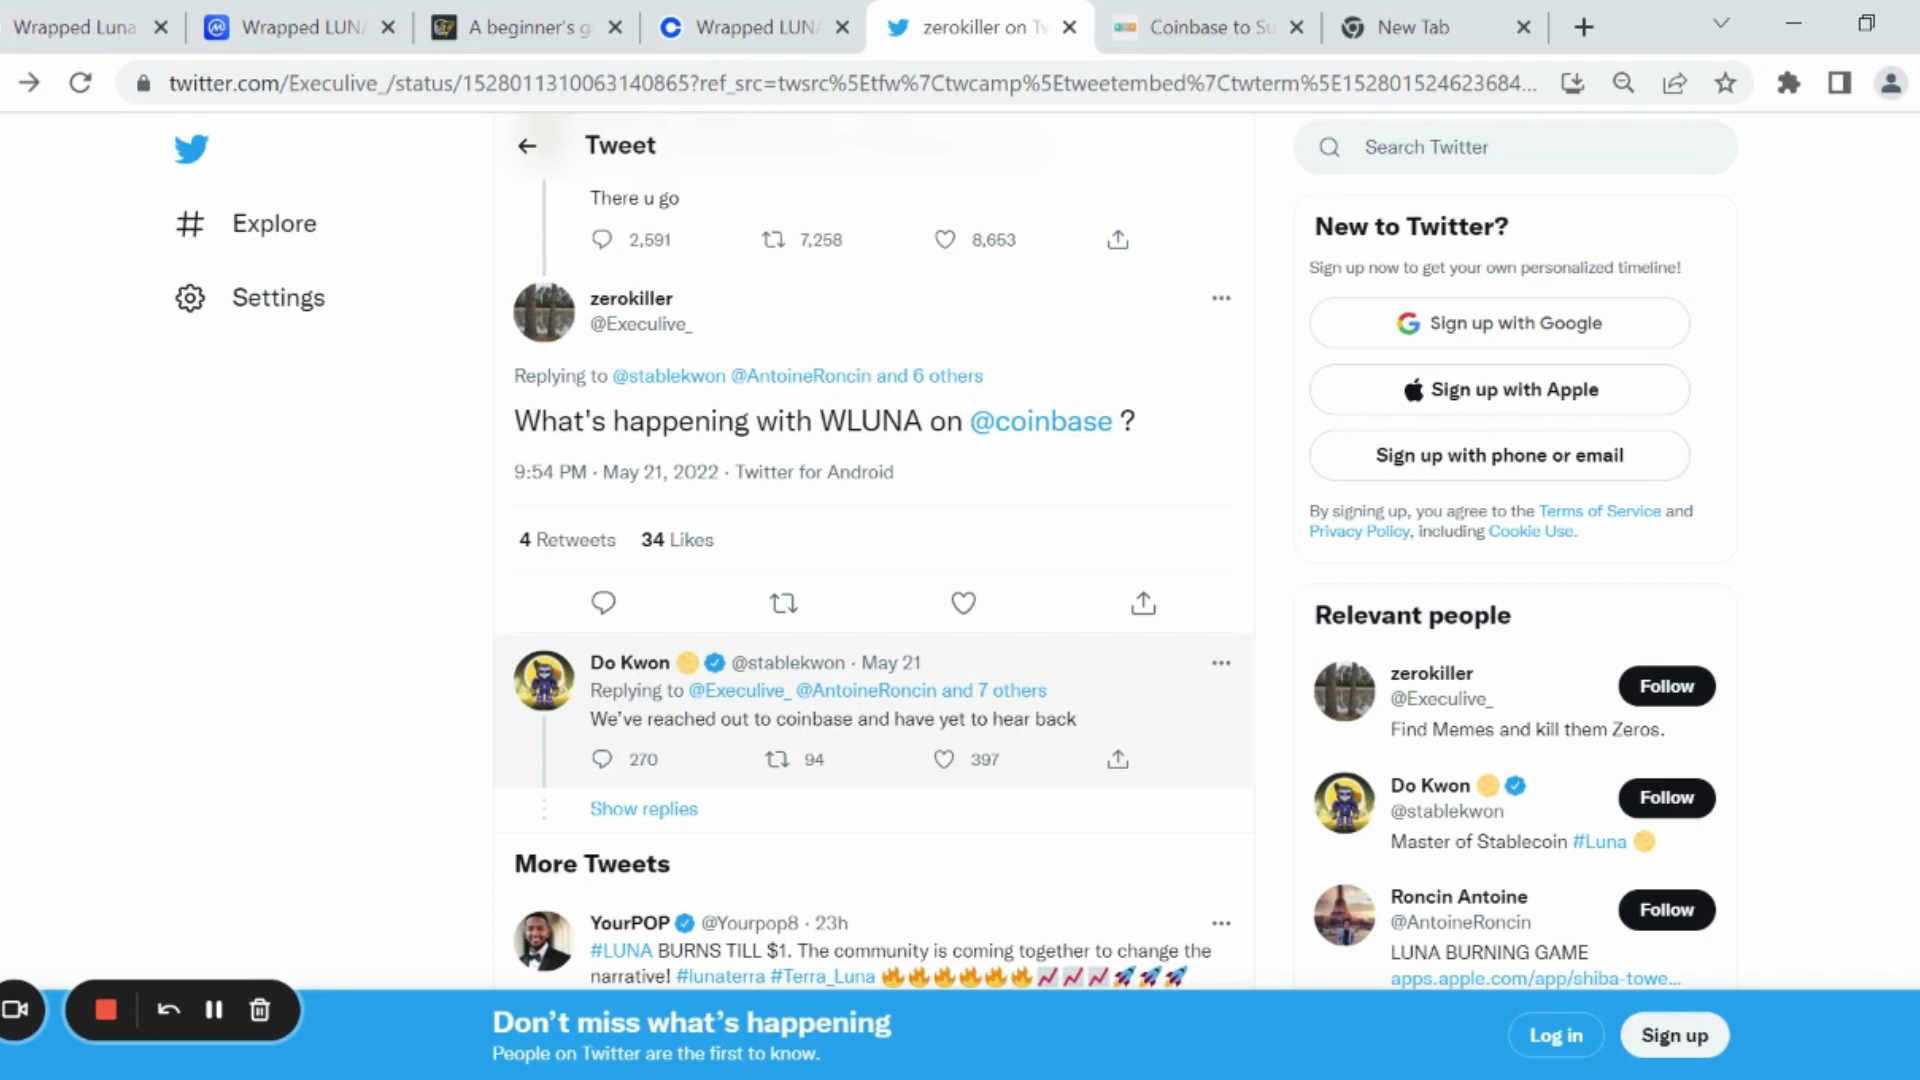 Wrapped Luna
Wrapped LUN
A beginner's g
Wrapped LUN
zerokiller on Tw
Coinbase to Su
New Tab
twitter.com/Execulive_/status/1528011310063140865?ref_src=twsrc%5Etfw%7Ctwcamp%5Etweetembed%7Ctwterm%5E152801524623684...
Explore
Settings
Tweet
There u go
2,591
7,258
8,653
zerokiller
@Execulive_
Replying to @stablekwon @AntoineRoncin and 6 others
What's happening with WLUNA on @coinbase ?
9:54 PM · May 21, 2022 · Twitter for Android
4 Retweets 34 Likes
Do Kwon @stablekwon · May 21
Replying to @Execulive_ @AntoineRoncin and 7 others
We've reached out to coinbase and have yet to hear back
270
94
397
Show replies
More Tweets
YourPOP @Yourpop8 · 23h
#LUNA BURNS TILL $1. The community is coming together to change the
narrative! #lunaterra #Terra_Luna
Search Twitter
New to Twitter?
Sign up now to get your own personalized timeline!
Sign up with Google
Sign up with Apple
Sign up with phone or email
By signing up, you agree to the Terms of Service and
Privacy Policy, including Cookie Use.
Relevant people
zerokiller
@Execulive_
Follow
Find Memes and kill them Zeros.
Do Kwon
@stablekwon
Follow
Master of Stablecoin #Luna
Roncin Antoine
@AntoineRoncin
Follow
LUNA BURNING GAME
apps.apple.com/app/shiba-towe...
Don't miss what's happening
People on Twitter are the first to know.
Log in
Sign up